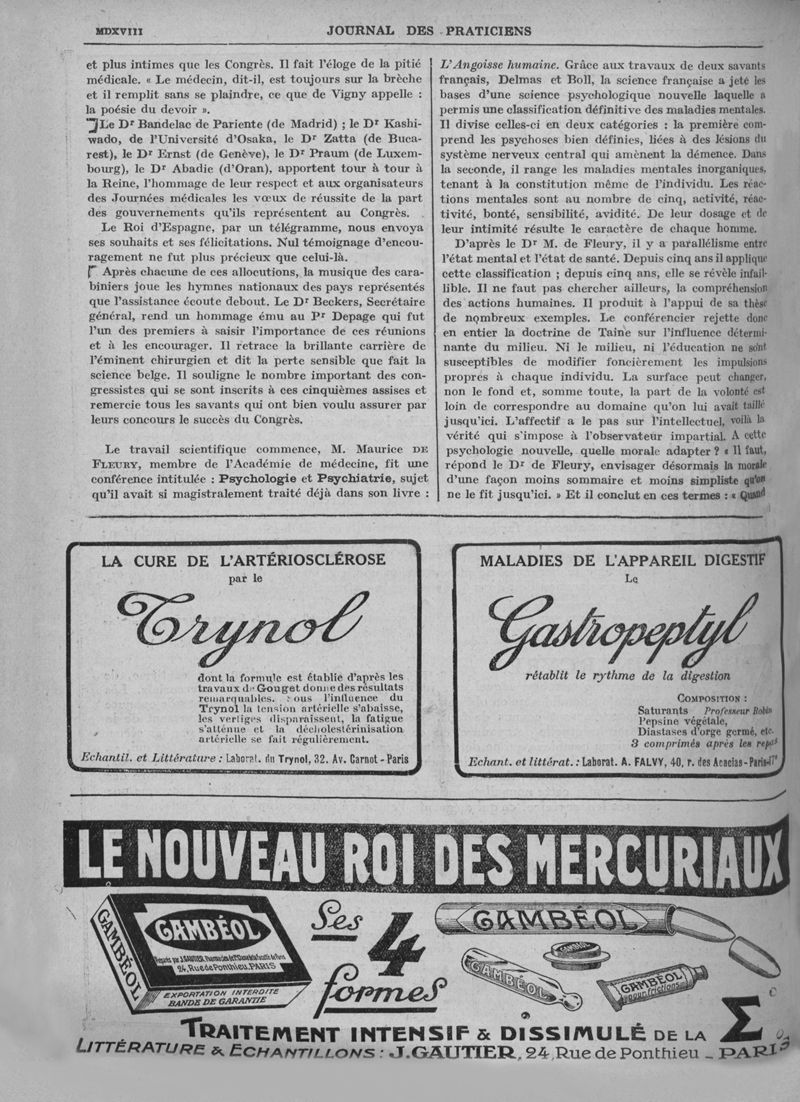 MDXVIII
JOURNAL DES PRATICIENS
et plus intimes que les Congrès. Il fait l'éloge de la pitié
médicale. « Le médecin, dit-il, est toujours sur la brèche
et il remplit sans se plaindre, ce que de Vigny appelle :
la poésie du devoir ».
Le Dr Bandelac de Pariente (de Madrid) ; le Dr Kashi-
wado, de l'Université d'Osaka, le Dr Zatta (de Buca-
rest), le Dr Ernst (de Genève), le Dr Praum (de Luxem-
bourg), le Dr Abadie (d'Oran), apportent tour à tour à
la Reine, l'hommage de leur respect et aux organisateurs
des Journées médicales les vœux de réussite de la part
des gouvernements qu'ils représentent au Congrès.
Le Roi d'Espagne, par un télégramme, nous envoya
ses souhaits et ses félicitations. Nul témoignage d'encou-
ragement ne fut plus précieux que celui-là.
Après chacune de ces allocutions, la musique des cara-
biniers joue les hymnes nationaux des pays représentés
que l'assistance écoute debout. Le Dr Beckers, Secrétaire
général, rend un hommage ému au Pr Depage qui fut
l'un des premiers à saisir l'importance de ces réunions
et à les encourager. Il retrace la brillante carrière de
l'éminent chirurgien et dit la perte sensible que fait la
science belge. Il souligne le nombre important des con-
gressistes qui se sont inscrits à ces cinquièmes assises et
remercie tous les savants qui ont bien voulu assurer par
leurs concours le succès du Congrès.
Le travail scientifique commence, M. Maurice DE
FLEURY, membre de l'Académie de médecine, fit une
conférence intitulée : Psychologie et Psychiatrie, sujet
qu'il avait si magistralement traité déjà dans son livre :
L'Angoisse humaine. Grâce aux travaux de deux savants
français, Delmas et Boll, la science française a jeté les
bases d'une science psychologique nouvelle laquelle a
permis une classification définitive des maladies mentales.
Il divise celles-ci en deux catégories : la première com-
prend les psychoses bien définies, liées à des lésions du
système nerveux central qui amènent la démence. Dans
la seconde, il range les maladies mentales inorganiques,
tenant à la constitution même de l'individu. Les réac-
tions mentales sont au nombre de cinq, activité, réac-
tivité, bonté, sensibilité, avidité. De leur dosage et de
leur intimité résulte le caractère de chaque homme.
D'après le Dr M. de Fleury, il y a parallélisme entre
l'état mental et l'état de santé. Depuis cinq ans il applique
cette classification ; depuis cinq ans, elle se révèle infail-
lible. Il ne faut pas chercher ailleurs, la compréhension
des actions humaines. Il produit à l'appui de sa thèse
de nombreux exemples. Le conférencier rejette donc
en entier la doctrine de Taine sur l'influence détermi-
nante du milieu. Ni le milieu, ni l'éducation ne sont
susceptibles de modifier foncièrement les impulsions
propres à chaque individu. La surface peut changer,
non le fond et, somme toute, la part de la volonté est
loin de correspondre au domaine qu'on lui avait taillé
jusqu'ici. L'affectif a le pas sur l'intellectuel, voilà la
vérité qui s'impose à l'observateur impartial. A cette
psychologie nouvelle, quelle morale adapter ? « Il faut,
répond le Dr de Fleury, envisager désormais la morale
d'une façon moins sommaire et moins simpliste qu'on
ne le fit jusqu'ici. » Et il conclut en ces termes : « Quand
LA CURE DE L'ARTÉRIOSCLÉROSE
par le
Trynol
dont la formule est établie d'après les
travaux de Gouget donne des résultats
remarquables. Sous l'influence du
Trynol la tension artérielle s'abaisse,
les vertiges disparaissent, la fatigue
s'atténue et la décholestérinisation
artérielle se fait régulièrement.
Echantil. et Littérature : Laborat. du Trynol, 32. Av. Carnot - Paris
MALADIES DE L'APPAREIL DIGESTIF
Le
Gastropeptyl
rétablit le rythme de la digestion
COMPOSITION :
Saturants Professeur Robin
Pepsine végétale,
Diastases d'orge germé, etc.
3 comprimés après les repas
Echant. et littérat. : Laborat. A. FALVY, 40, r. des Acacias - Paris-17e
LE NOUVEAU ROI DES MERCURIAUX
GAMBÉOL
GAMBÉOL
24, Rue de Ponthieu, PARIS
EXPORTATION INTERDITE
BANDE DE GARANTIE
Ses
4
formes
GAMBÉOL
GAMBÉOL
GAMBÉOL
GAMBÉOL
pour frictions
TRAITEMENT INTENSIF & DISSIMULÉ DE LA Σ
LITTÉRATURE & ÉCHANTILLONS : J. GAUTIER, 24, Rue de Ponthieu _ PARIS